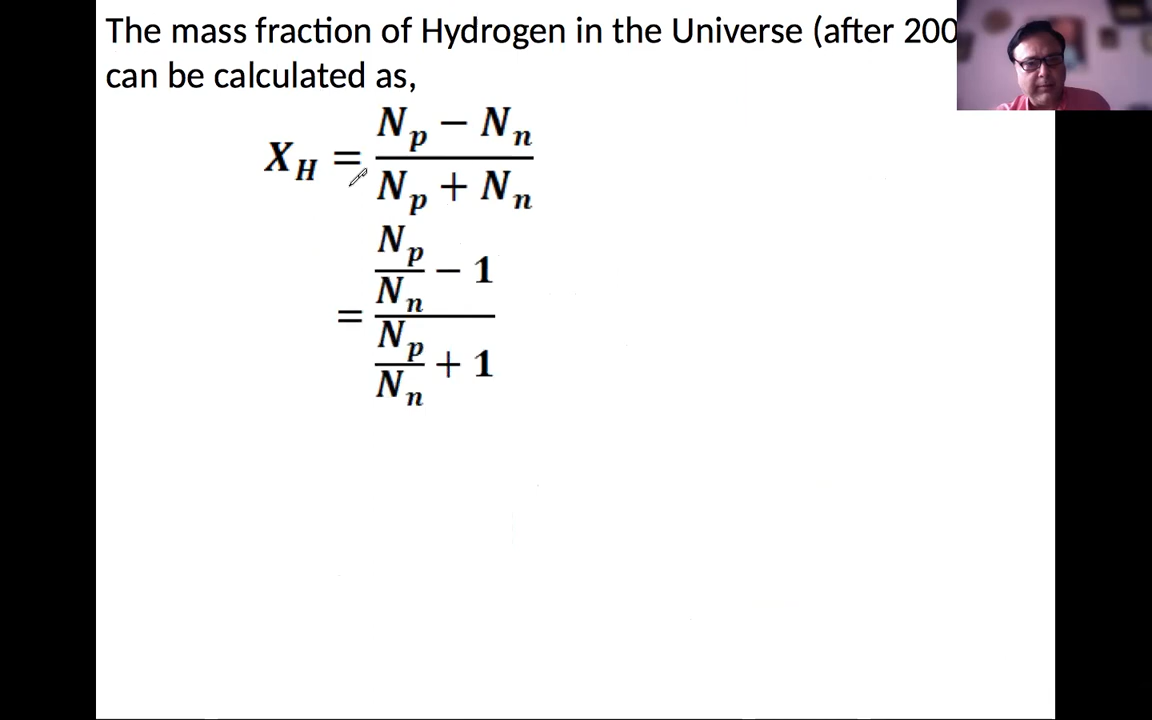 The mass fraction of Hydrogen in the Universe (after 200
can be calculated as,
X_H = (N_p − N_n) / (N_p + N_n)
= (N_p/N_n − 1) / (N_p/N_n + 1)